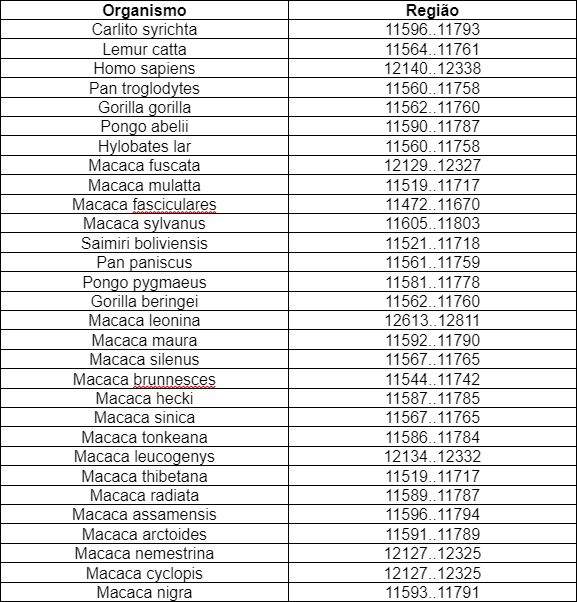 Organismo Região
Carlito syrichta 11596..11793
Lemur catta 11564..11761
Homo sapiens 12140..12338
Pan troglodytes 11560..11758
Gorilla gorilla 11562..11760
Pongo abelii 11590..11787
Hylobates lar 11560..11758
Macaca fuscata 12129..12327
Macaca mulatta 11519..11717
Macaca fasciculares 11472..11670
Macaca sylvanus 11605..11803
Saimiri boliviensis 11521..11718
Pan paniscus 11561..11759
Pongo pygmaeus 11581..11778
Gorilla beringei 11562..11760
Macaca leonina 12613..12811
Macaca maura 11592..11790
Macaca silenus 11567..11765
Macaca brunnesces 11544..11742
Macaca hecki 11587..11785
Macaca sinica 11567..11765
Macaca tonkeana 11586..11784
Macaca leucogenys 12134..12332
Macaca thibetana 11519..11717
Macaca radiata 11589..11787
Macaca assamensis 11596..11794
Macaca arctoides 11591..11789
Macaca nemestrina 12127..12325
Macaca cyclopis 12127..12325
Macaca nigra 11593..11791